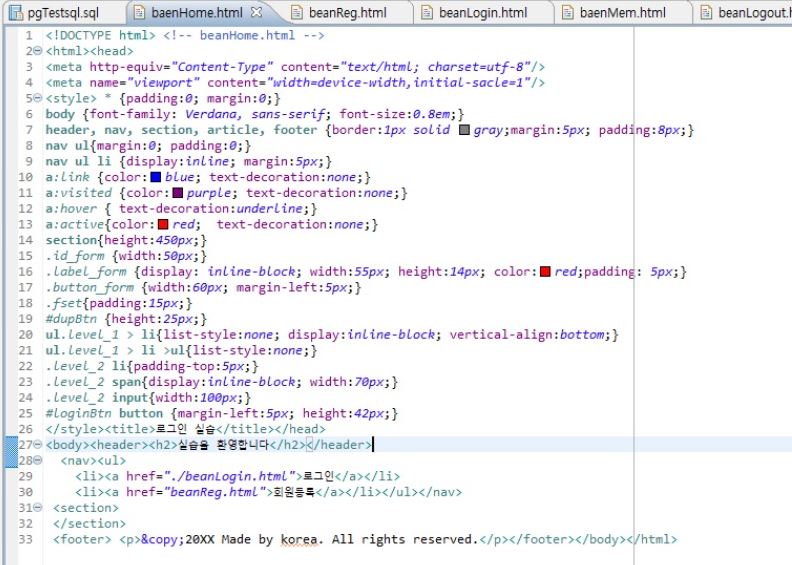 pgTestsql.sql baenHome.html beanReg.html beanLogin.html baenMem.html beanLogout.h
1 <!DOCTYPE html> <!-- beanHome.html -->
2 <html><head>
3 <meta http-equiv="Content-Type" content="text/html; charset=utf-8"/>
4 <meta name="viewport" content="width=device-width,initial-sacle=1"/>
5 <style> * {padding:0; margin:0;}
6 body {font-family: Verdana, sans-serif; font-size:0.8em;}
7 header, nav, section, article, footer {border:1px solid gray;margin:5px; padding:8px;}
8 nav ul{margin:0; padding:0;}
9 nav ul li {display:inline; margin:5px;}
10 a:link {color: blue; text-decoration:none;}
11 a:visited {color: purple; text-decoration:none;}
12 a:hover { text-decoration:underline;}
13 a:active{color: red;  text-decoration:none;}
14 section{height:450px;}
15 .id_form {width:50px;}
16 .label_form {display: inline-block; width:55px; height:14px; color: red;padding: 5px;}
17 .button_form {width:60px; margin-left:5px;}
18 .fset{padding:15px;}
19 #dupBtn {height:25px;}
20 ul.level_1 > li{list-style:none; display:inline-block; vertical-align:bottom;}
21 ul.level_1 > li >ul{list-style:none;}
22 .level_2 li{padding-top:5px;}
23 .level_2 span{display:inline-block; width:70px;}
24 .level_2 input{width:100px;}
25 #loginBtn button {margin-left:5px; height:42px;}
26 </style><title>로그인 실습</title></head>
27 <body><header><h2>실습을 환영합니다</h2></header>
28 <nav><ul>
29 <li><a href="./beanLogin.html">로그인</a></li>
30 <li><a href="beanReg.html">회원등록</a></li></ul></nav>
31 <section>
32 </section>
33 <footer> <p>&copy;20XX Made by korea. All rights reserved.</p></footer></body></html>